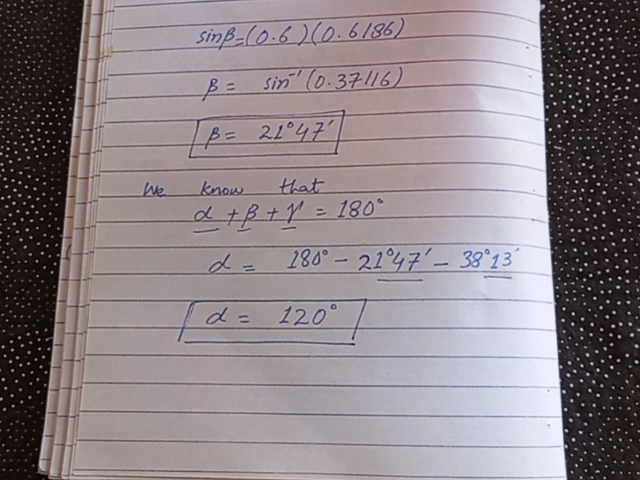 sinβ=(0.6)(0.6186)
β = sin⁻¹(0.37116)
β = 21°47′
We know that
α + β + γ = 180°
α = 180° - 21°47′ - 38°13′
α = 120°